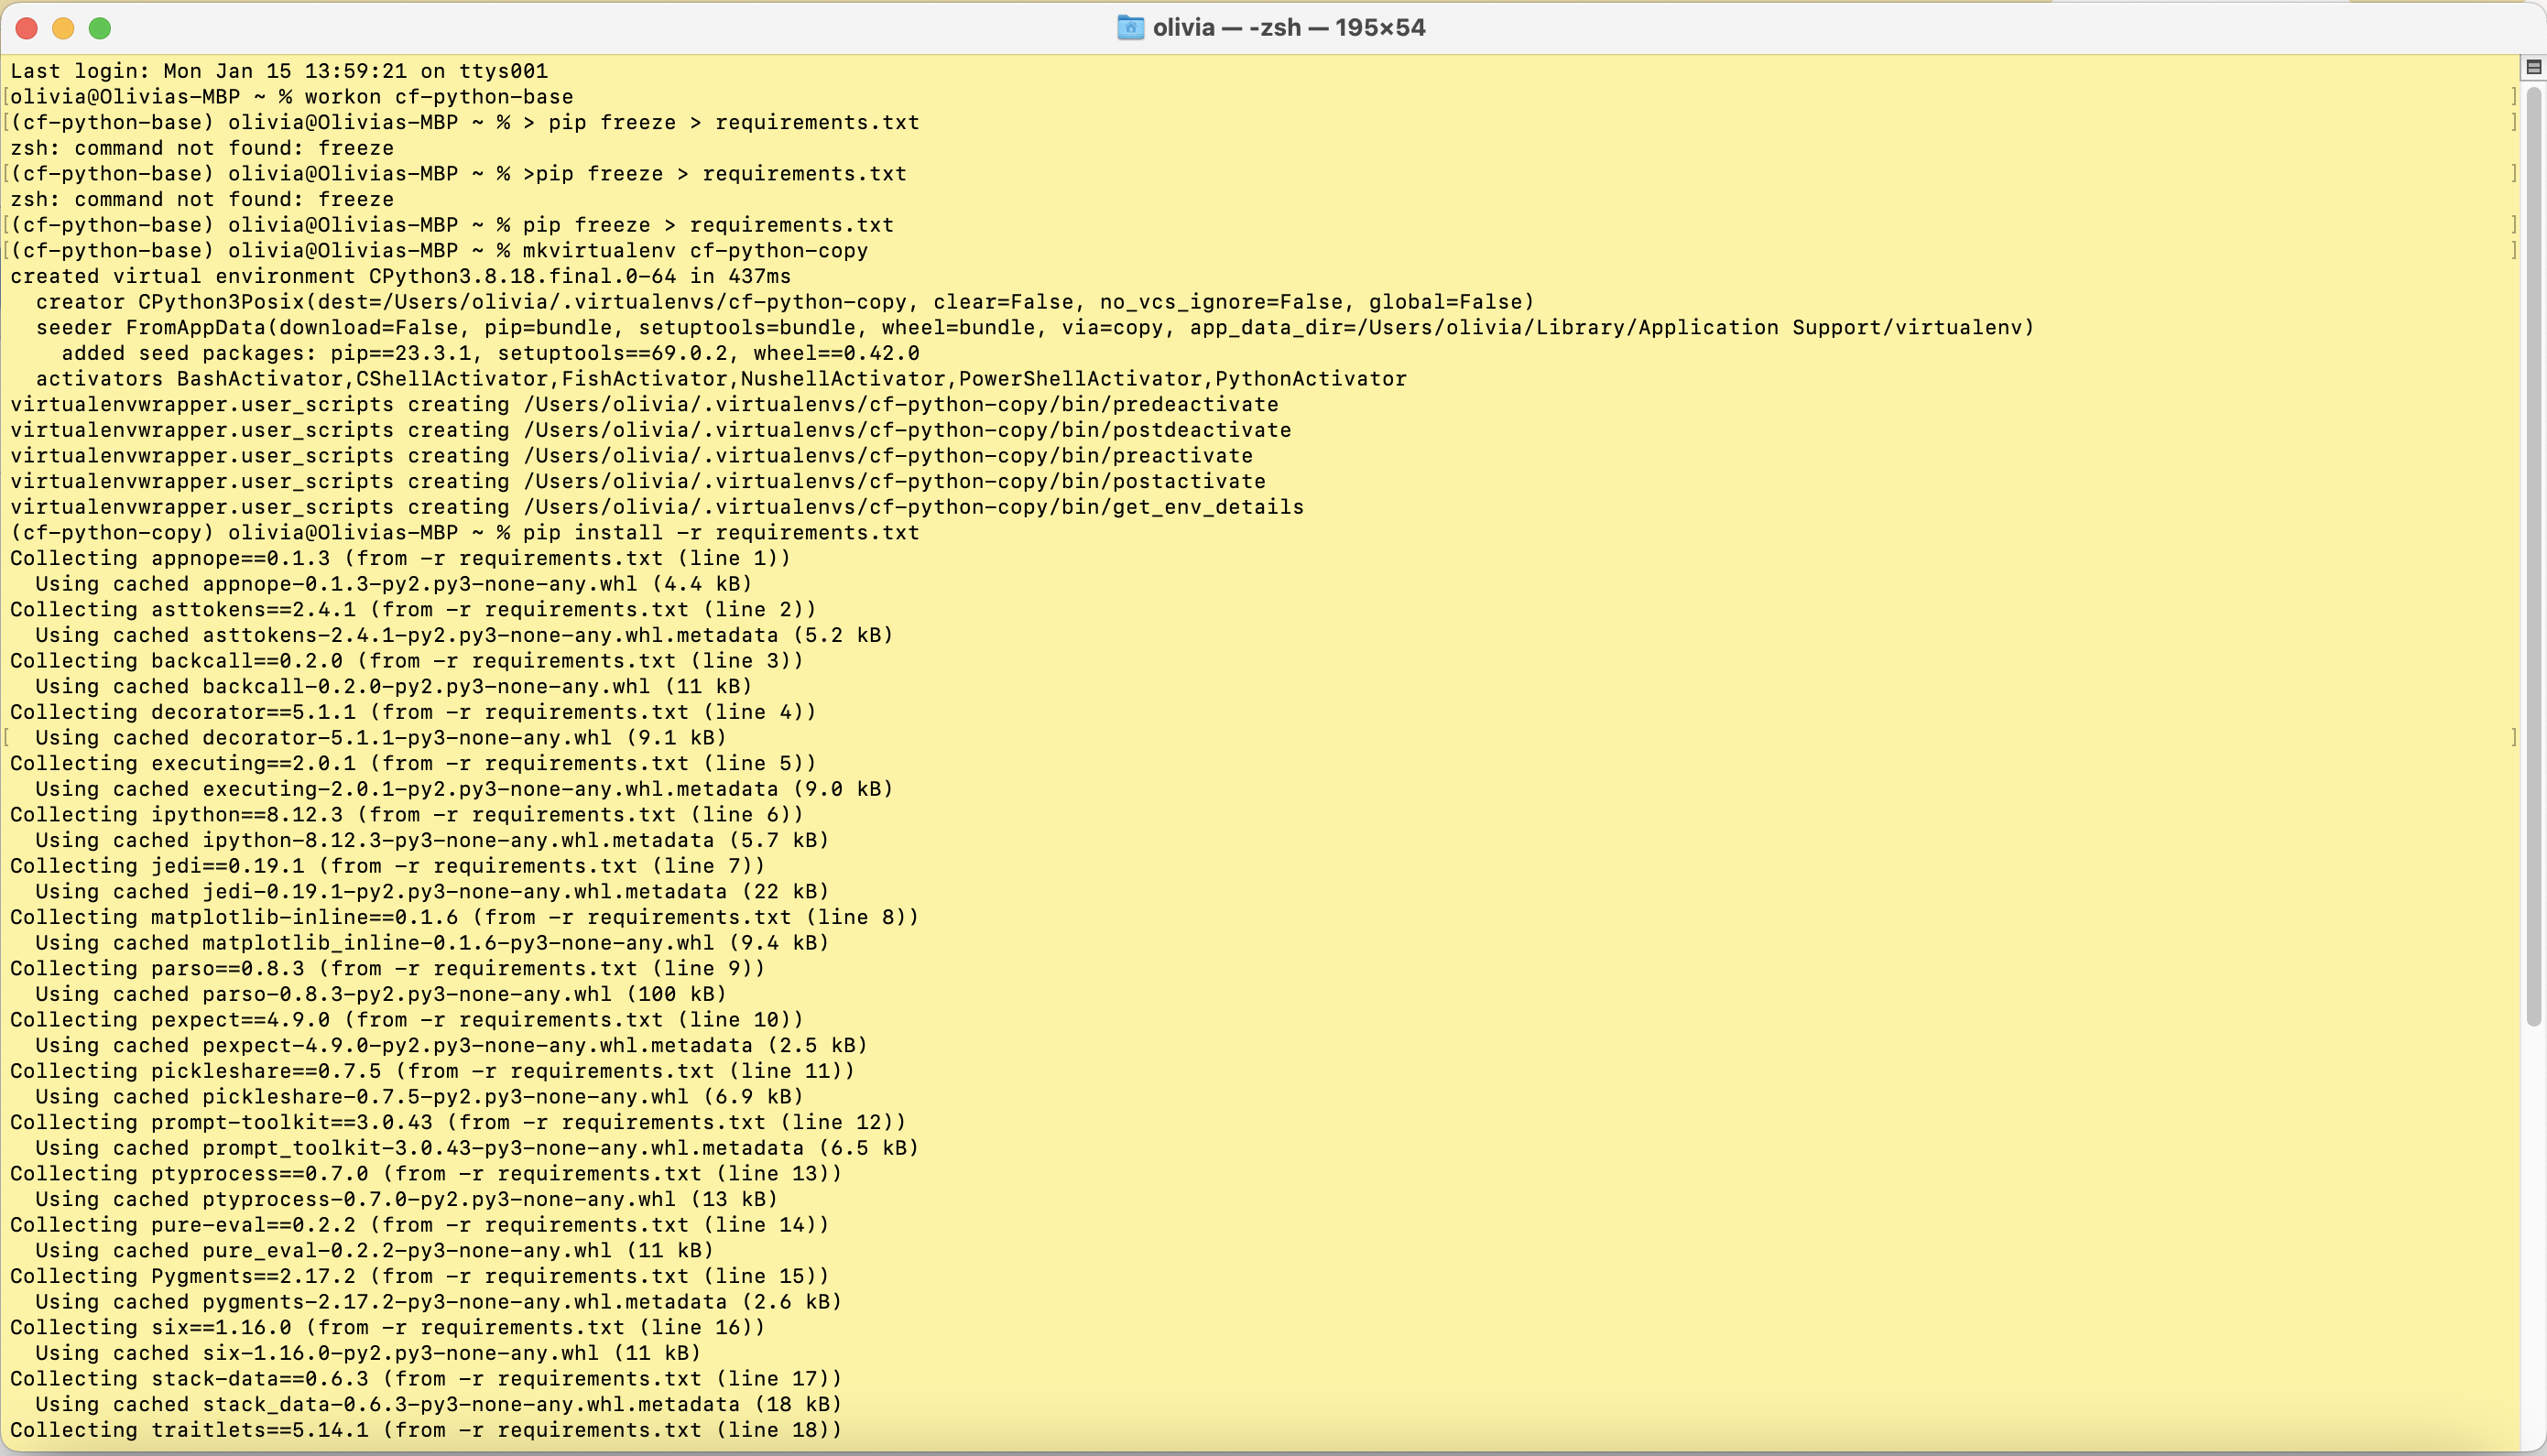 olivia — -zsh — 195×54
Last login: Mon Jan 15 13:59:21 on ttys001
[olivia@Olivias-MBP ~ % workon cf-python-base ]
[(cf-python-base) olivia@Olivias-MBP ~ % > pip freeze > requirements.txt ]
zsh: command not found: freeze
[(cf-python-base) olivia@Olivias-MBP ~ % >pip freeze > requirements.txt ]
zsh: command not found: freeze
[(cf-python-base) olivia@Olivias-MBP ~ % pip freeze > requirements.txt ]
[(cf-python-base) olivia@Olivias-MBP ~ % mkvirtualenv cf-python-copy ]
created virtual environment CPython3.8.18.final.0-64 in 437ms
  creator CPython3Posix(dest=/Users/olivia/.virtualenvs/cf-python-copy, clear=False, no_vcs_ignore=False, global=False)
  seeder FromAppData(download=False, pip=bundle, setuptools=bundle, wheel=bundle, via=copy, app_data_dir=/Users/olivia/Library/Application Support/virtualenv)
    added seed packages: pip==23.3.1, setuptools==69.0.2, wheel==0.42.0
  activators BashActivator,CShellActivator,FishActivator,NushellActivator,PowerShellActivator,PythonActivator
virtualenvwrapper.user_scripts creating /Users/olivia/.virtualenvs/cf-python-copy/bin/predeactivate
virtualenvwrapper.user_scripts creating /Users/olivia/.virtualenvs/cf-python-copy/bin/postdeactivate
virtualenvwrapper.user_scripts creating /Users/olivia/.virtualenvs/cf-python-copy/bin/preactivate
virtualenvwrapper.user_scripts creating /Users/olivia/.virtualenvs/cf-python-copy/bin/postactivate
virtualenvwrapper.user_scripts creating /Users/olivia/.virtualenvs/cf-python-copy/bin/get_env_details
(cf-python-copy) olivia@Olivias-MBP ~ % pip install -r requirements.txt
Collecting appnope==0.1.3 (from -r requirements.txt (line 1))
  Using cached appnope-0.1.3-py2.py3-none-any.whl (4.4 kB)
Collecting asttokens==2.4.1 (from -r requirements.txt (line 2))
  Using cached asttokens-2.4.1-py2.py3-none-any.whl.metadata (5.2 kB)
Collecting backcall==0.2.0 (from -r requirements.txt (line 3))
  Using cached backcall-0.2.0-py2.py3-none-any.whl (11 kB)
Collecting decorator==5.1.1 (from -r requirements.txt (line 4))
[  Using cached decorator-5.1.1-py3-none-any.whl (9.1 kB) ]
Collecting executing==2.0.1 (from -r requirements.txt (line 5))
  Using cached executing-2.0.1-py2.py3-none-any.whl.metadata (9.0 kB)
Collecting ipython==8.12.3 (from -r requirements.txt (line 6))
  Using cached ipython-8.12.3-py3-none-any.whl.metadata (5.7 kB)
Collecting jedi==0.19.1 (from -r requirements.txt (line 7))
  Using cached jedi-0.19.1-py2.py3-none-any.whl.metadata (22 kB)
Collecting matplotlib-inline==0.1.6 (from -r requirements.txt (line 8))
  Using cached matplotlib_inline-0.1.6-py3-none-any.whl (9.4 kB)
Collecting parso==0.8.3 (from -r requirements.txt (line 9))
  Using cached parso-0.8.3-py2.py3-none-any.whl (100 kB)
Collecting pexpect==4.9.0 (from -r requirements.txt (line 10))
  Using cached pexpect-4.9.0-py2.py3-none-any.whl.metadata (2.5 kB)
Collecting pickleshare==0.7.5 (from -r requirements.txt (line 11))
  Using cached pickleshare-0.7.5-py2.py3-none-any.whl (6.9 kB)
Collecting prompt-toolkit==3.0.43 (from -r requirements.txt (line 12))
  Using cached prompt_toolkit-3.0.43-py3-none-any.whl.metadata (6.5 kB)
Collecting ptyprocess==0.7.0 (from -r requirements.txt (line 13))
  Using cached ptyprocess-0.7.0-py2.py3-none-any.whl (13 kB)
Collecting pure-eval==0.2.2 (from -r requirements.txt (line 14))
  Using cached pure_eval-0.2.2-py3-none-any.whl (11 kB)
Collecting Pygments==2.17.2 (from -r requirements.txt (line 15))
  Using cached pygments-2.17.2-py3-none-any.whl.metadata (2.6 kB)
Collecting six==1.16.0 (from -r requirements.txt (line 16))
  Using cached six-1.16.0-py2.py3-none-any.whl (11 kB)
Collecting stack-data==0.6.3 (from -r requirements.txt (line 17))
  Using cached stack_data-0.6.3-py3-none-any.whl.metadata (18 kB)
Collecting traitlets==5.14.1 (from -r requirements.txt (line 18))